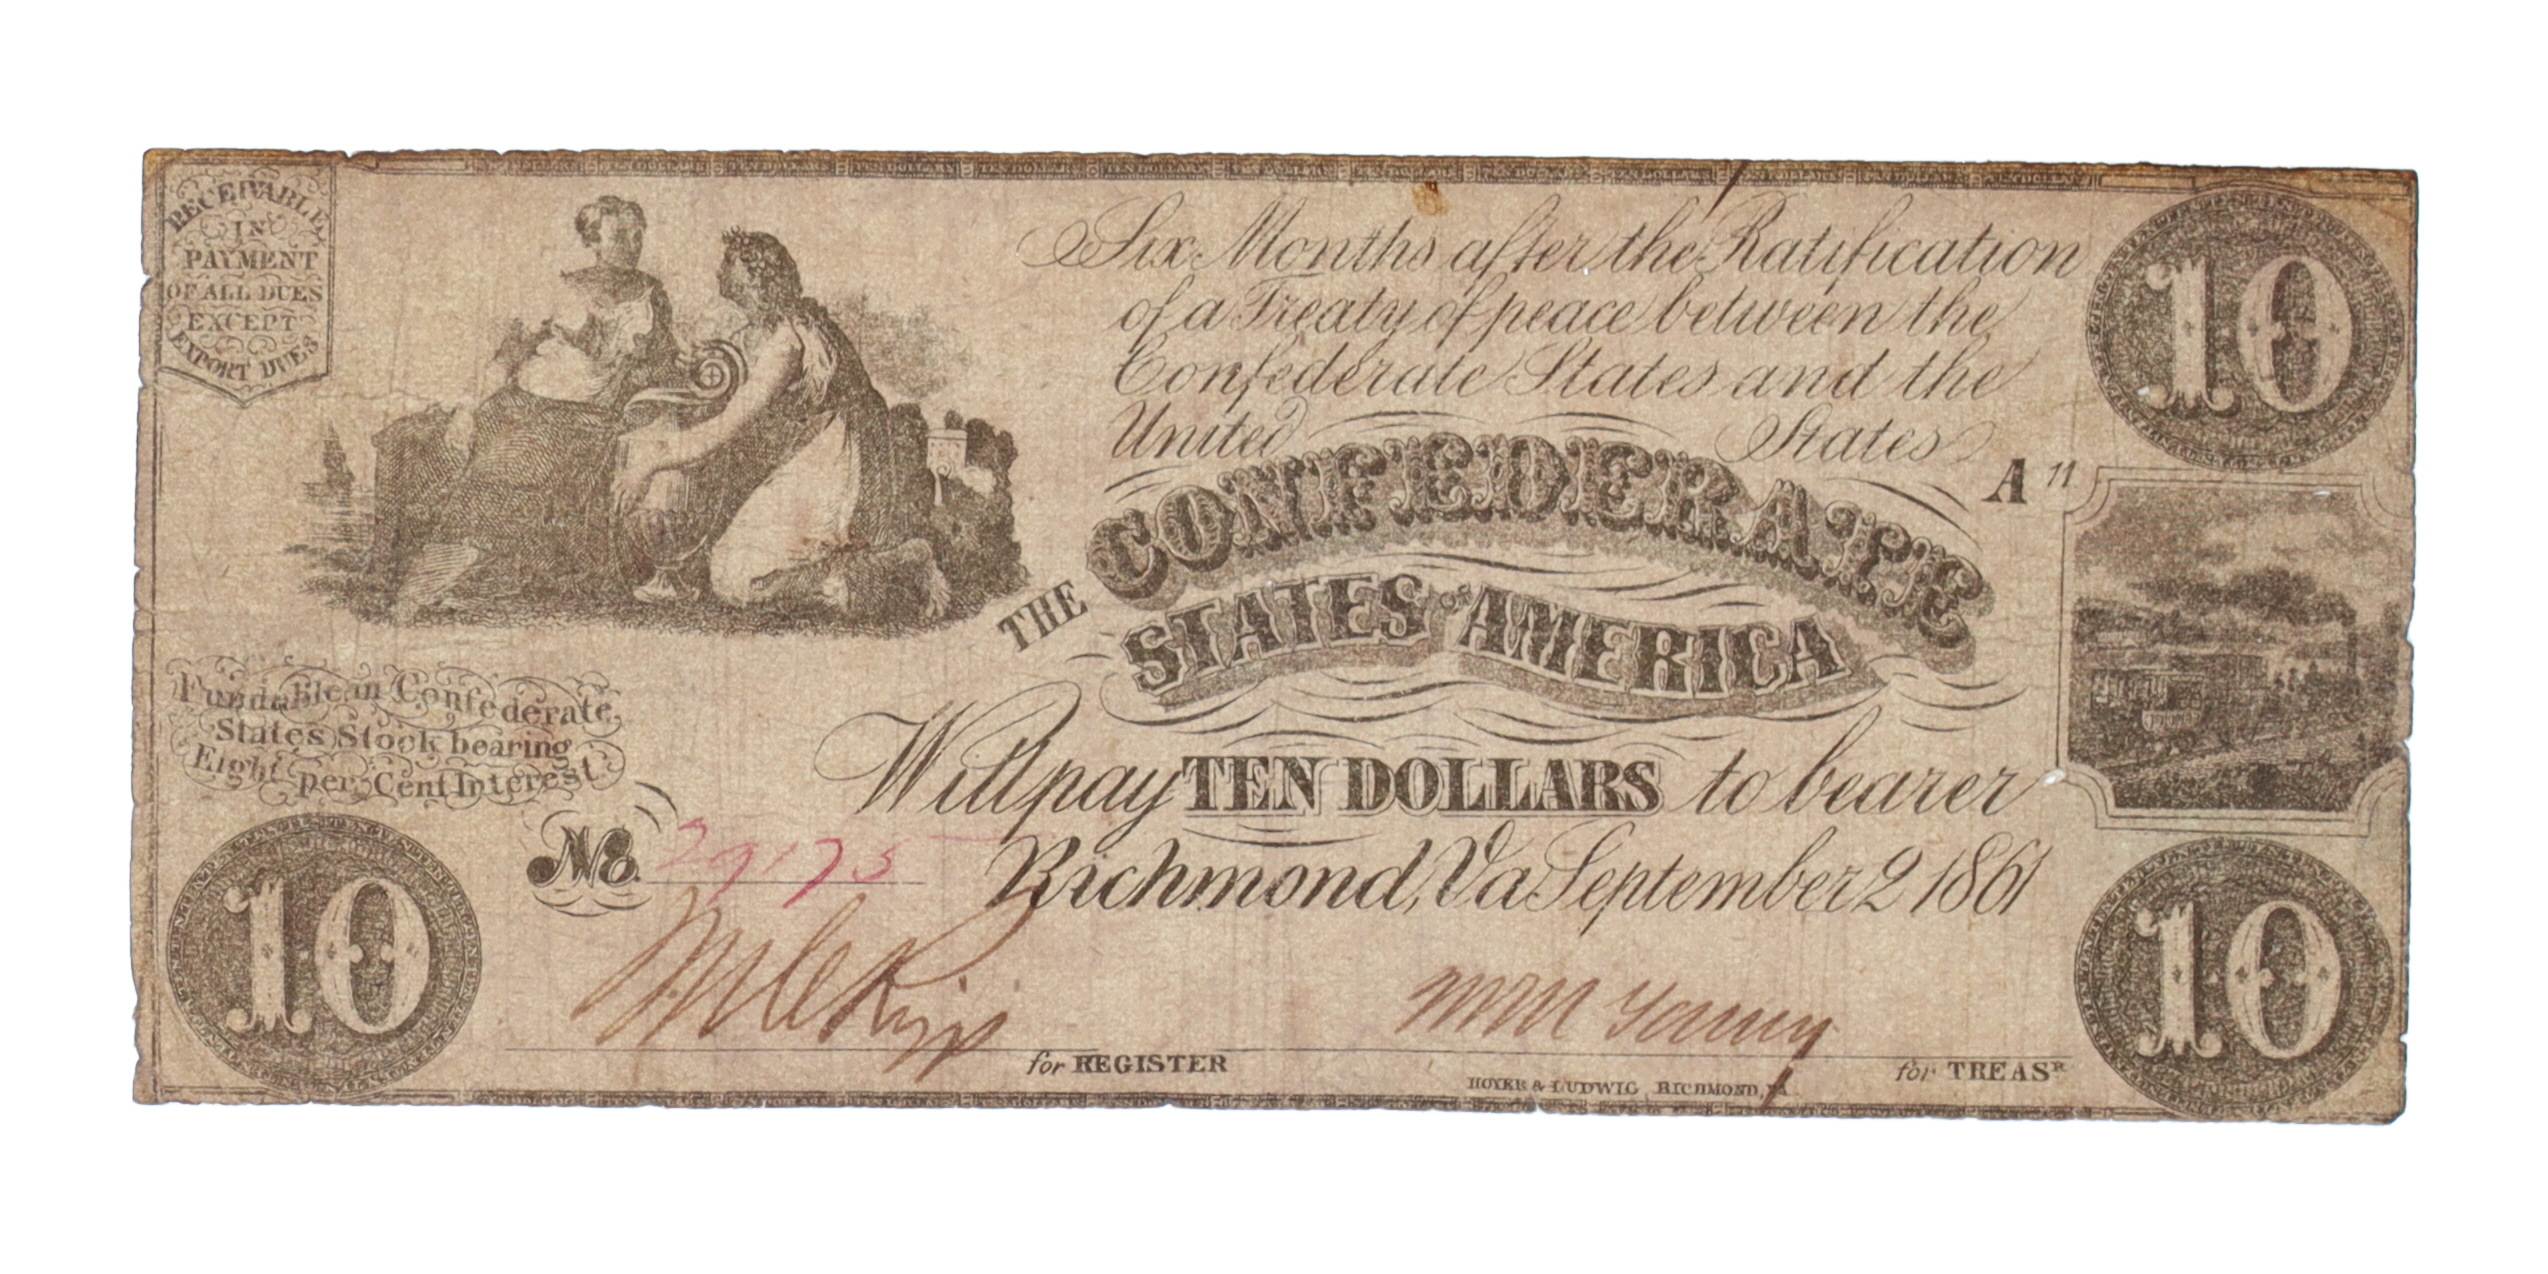 RECEIVABLE
IN
PAYMENT
OF ALL DUES
EXCEPT
EXPORT DUES
Six Months after the Ratification
of a Treaty of peace between the
Confederate States and the
United States
10
A 11
THE CONFEDERATE
STATES OF AMERICA
Fundable in Confederate
States Stock bearing
Eight per Cent Interest
Will pay TEN DOLLARS to bearer
No. 29175
Richmond, Va September 2 1861
10
10
Young
for REGISTER
for TREASR
HOYER & LUDWIG, RICHMOND, VA